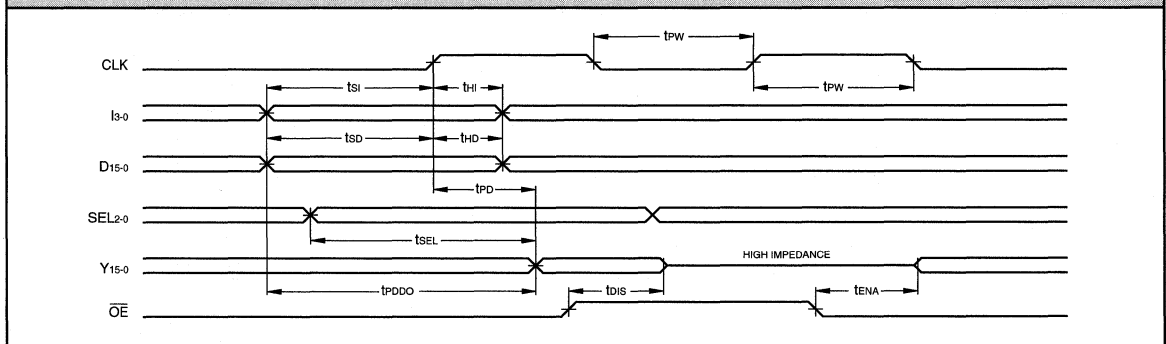 tPW
CLK
tSI tHI tPW
I3-0
tSD tHD
D15-0
tPD
SEL2-0
tSEL
HIGH IMPEDANCE
Y15-0
tPDDO tDIS tENA
OE